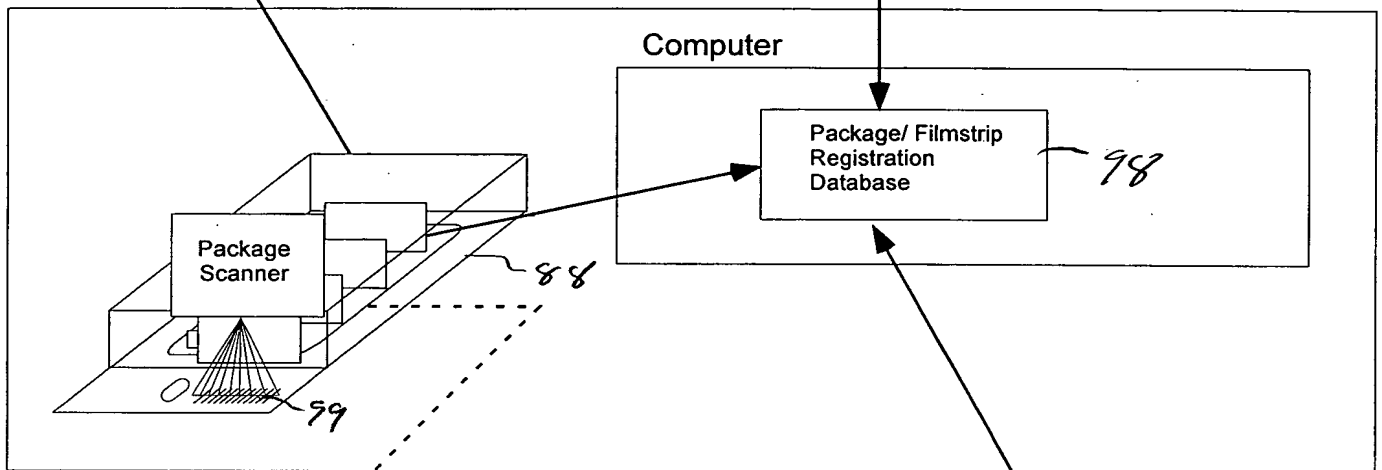 Computer
Package/ Filmstrip
Registration
Database
98
Package
Scanner
88
99